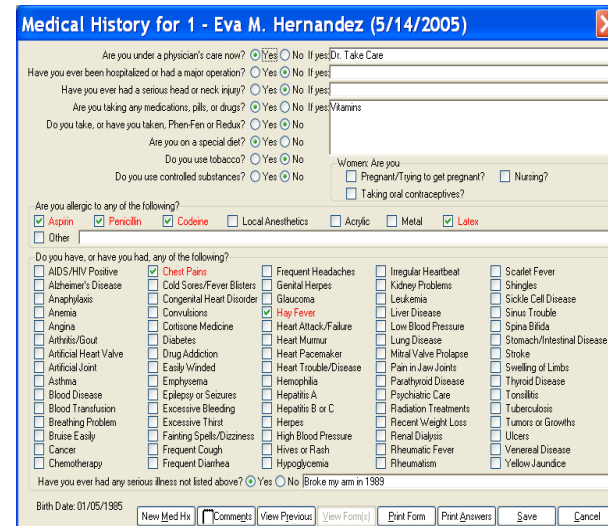 Medical History for 1 - Eva M. Hernandez (5/14/2005)
Are you under a physician's care now? Yes No If yes: Dr. Take Care
Have you ever been hospitalized or had a major operation? Yes No If yes:
Have you ever had a serious head or neck injury? Yes No If yes:
Are you taking any medications, pills, or drugs? Yes No If yes: Vitamins
Do you take, or have you taken, Phen-Fen or Redux? Yes No
Are you on a special diet? Yes No
Do you use tobacco? Yes No
Women: Are you
Do you use controlled substances? Yes No
Pregnant/Trying to get pregnant? Nursing?
Taking oral contraceptives?
Are you allergic to any of the following?
Aspirin Penicillin Codeine Local Anesthetics Acrylic Metal Latex
Other
Do you have, or have you had, any of the following?
AIDS/HIV Positive Chest Pains Frequent Headaches Irregular Heartbeat Scarlet Fever
Alzheimer's Disease Cold Sores/Fever Blisters Genital Herpes Kidney Problems Shingles
Anaphylaxis Congenital Heart Disorder Glaucoma Leukemia Sickle Cell Disease
Anemia Convulsions Hay Fever Liver Disease Sinus Trouble
Angina Cortisone Medicine Heart Attack/Failure Low Blood Pressure Spina Bifida
Arthritis/Gout Diabetes Heart Murmur Lung Disease Stomach/Intestinal Disease
Artificial Heart Valve Drug Addiction Heart Pacemaker Mitral Valve Prolapse Stroke
Artificial Joint Easily Winded Heart Trouble/Disease Pain in Jaw Joints Swelling of Limbs
Asthma Emphysema Hemophilia Parathyroid Disease Thyroid Disease
Blood Disease Epilepsy or Seizures Hepatitis A Psychiatric Care Tonsillitis
Blood Transfusion Excessive Bleeding Hepatitis B or C Radiation Treatments Tuberculosis
Breathing Problem Excessive Thirst Herpes Recent Weight Loss Tumors or Growths
Bruise Easily Fainting Spells/Dizziness High Blood Pressure Renal Dialysis Ulcers
Cancer Frequent Cough Hives or Rash Rheumatic Fever Venereal Disease
Chemotherapy Frequent Diarrhea Hypoglycemia Rheumatism Yellow Jaundice
Have you ever had any serious illness not listed above? Yes No Broke my arm in 1989
Birth Date: 01/05/1985
New Med Hx Comments View Previous View Form(s) Print Form Print Answers Save Cancel